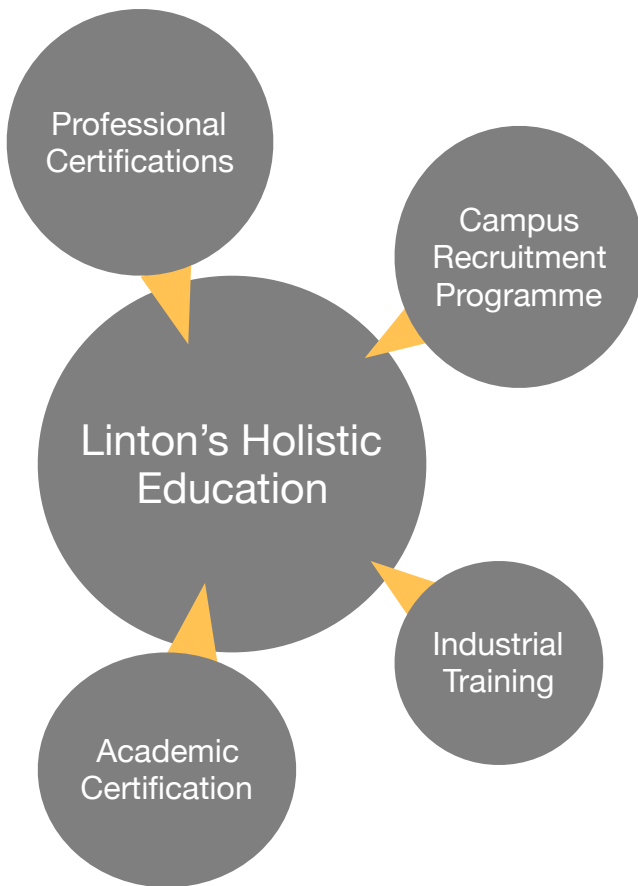 Professional
Certifications
Campus
Recruitment
Programme
Linton’s Holistic
Education
Industrial
Training
Academic
Certification